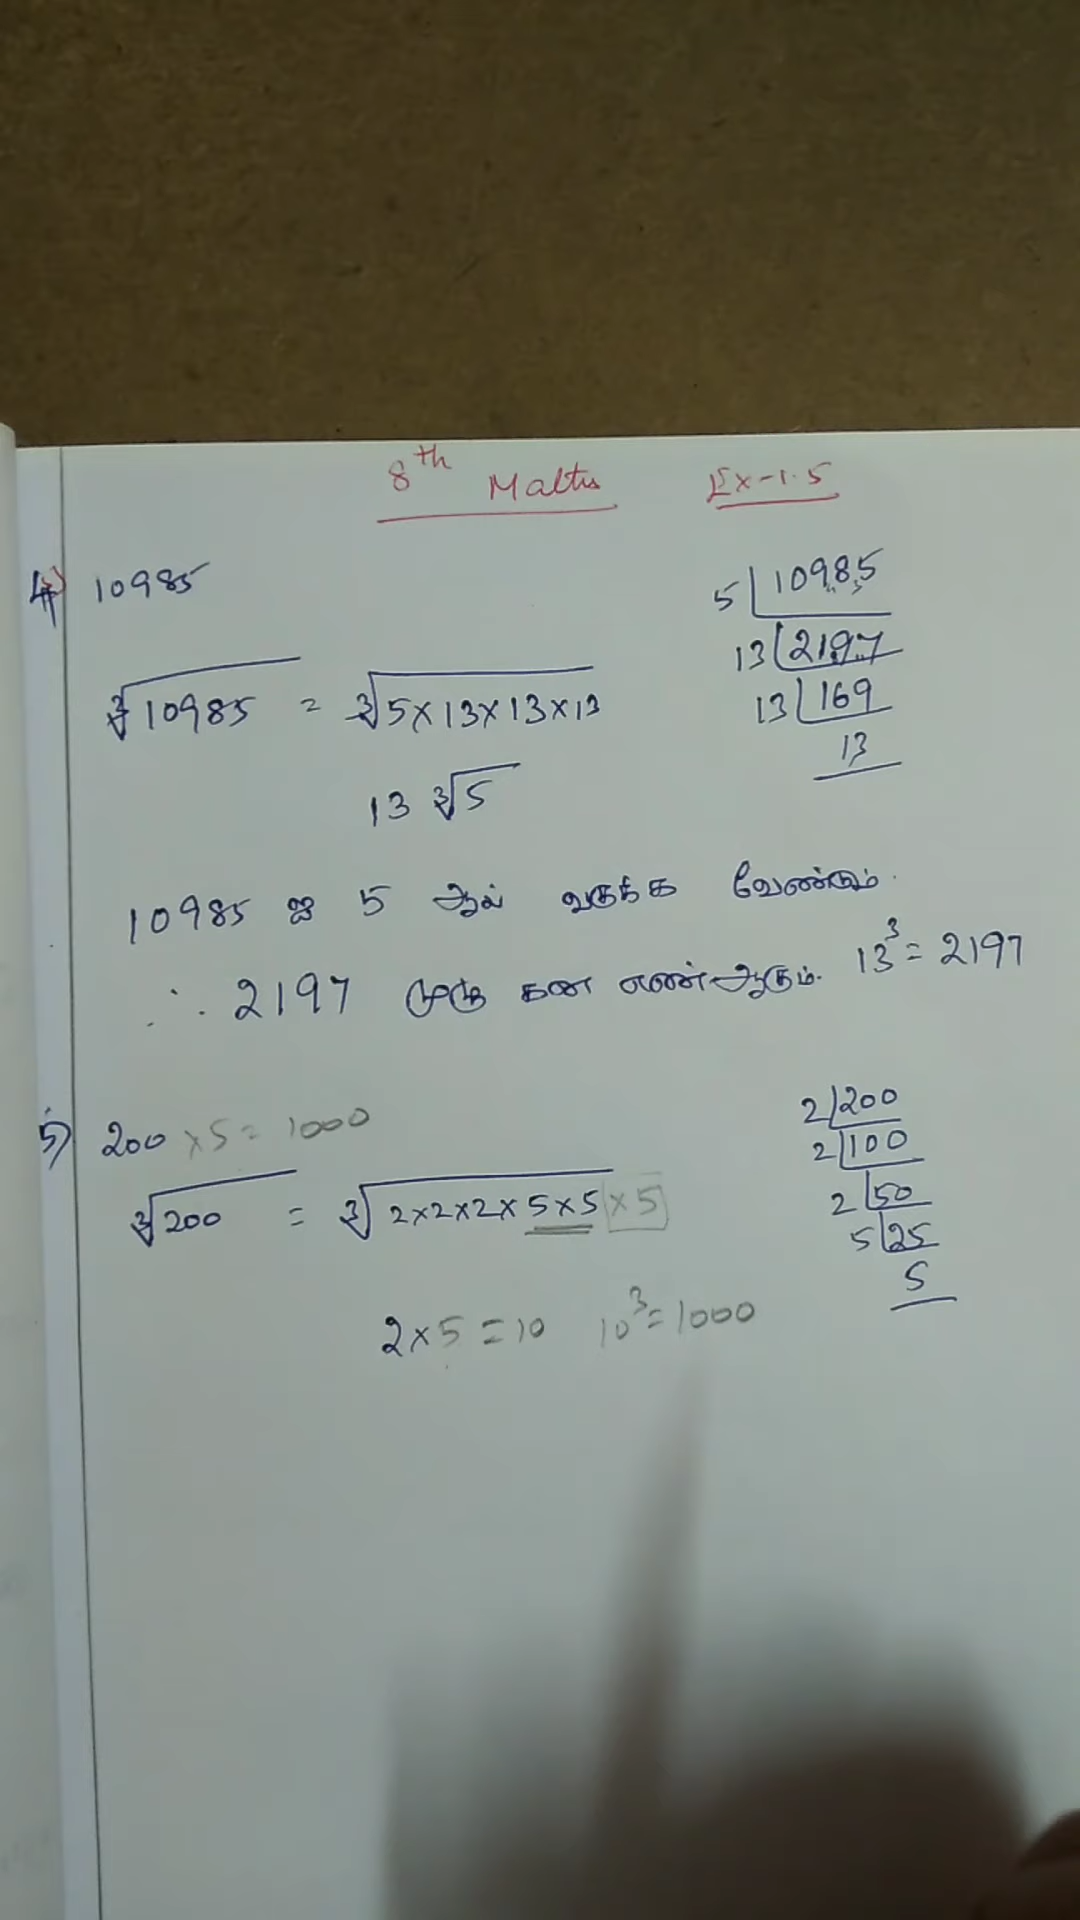 8th Maths Ex-1.5
4) 10985
∛10985 = ∛5×13×13×13
13 ∛5
5 | 10985
13 | 2197
13 | 169
13
10985 ஐ 5 ஆல் வகுக்க வேண்டும்.
∴ 2197 முழு கன எண் ஆகும். 13³ = 2197
5) 200 × 5 = 1000
∛200 = ∛2×2×2×5×5×5
2×5 = 10 10³ = 1000
2 | 200
2 | 100
2 | 50
5 | 25
5